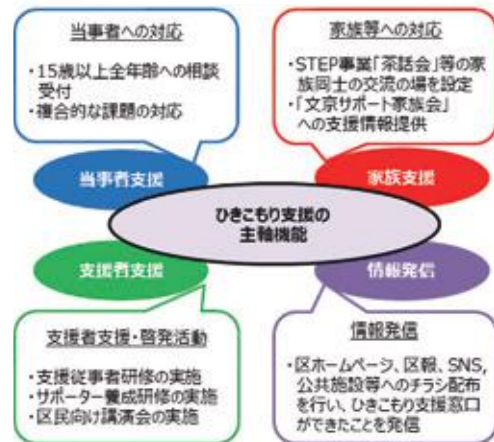 当事者への対応
・15歳以上全年齢への相談
受付
・複合的な課題の対応
家族等への対応
・STEP事業「茶話会」等の家
族同士の交流の場を設定
・「文京サポート家族会」
への支援情報提供
当事者支援
家族支援
ひきこもり支援の
主軸機能
支援者支援
情報発信
支援者支援・啓発活動
・支援従事者研修の実施
・サポーター養成研修の実施
・区民向け講演会の実施
情報発信
・区ホームページ、区報、SNS,
公共施設等へのチラシ配布
を行い、ひきこもり支援窓口
ができたことを発信